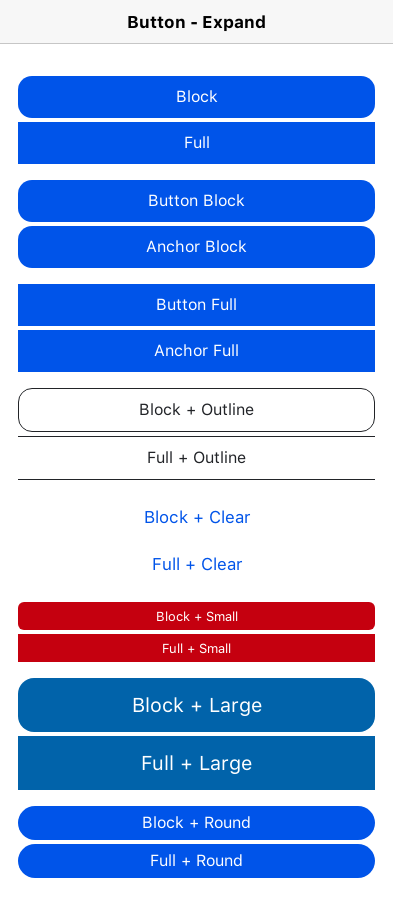 Button - Expand
Block
Full
Button Block
Anchor Block
Button Full
Anchor Full
Block + Outline
Full + Outline
Block + Clear
Full + Clear
Block + Small
Full + Small
Block + Large
Full + Large
Block + Round
Full + Round